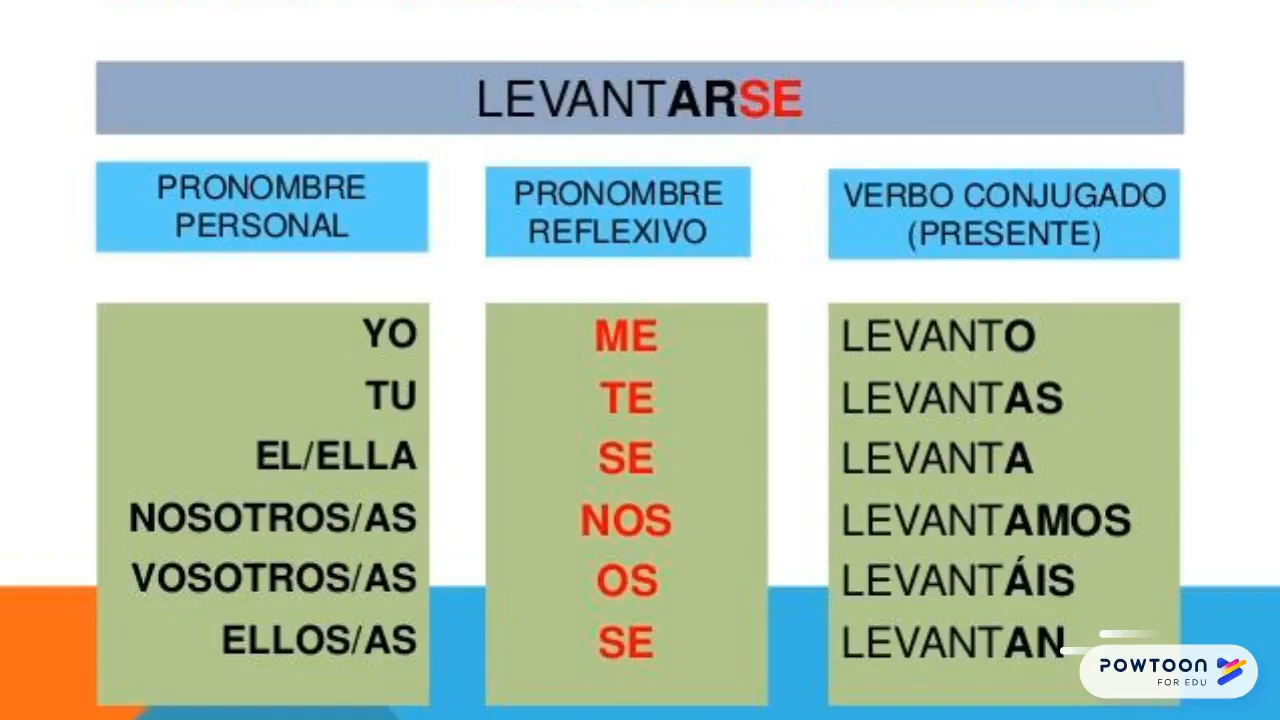 LEVANTARSE
PRONOMBRE
PERSONAL
PRONOMBRE
REFLEXIVO
VERBO CONJUGADO
(PRESENTE)
YO ME LEVANTO
TU TE LEVANTAS
EL/ELLA SE LEVANTA
NOSOTROS/AS NOS LEVANTAMOS
VOSOTROS/AS OS LEVANTÁIS
ELLOS/AS SE LEVANTAN
POWTOON
FOR EDU